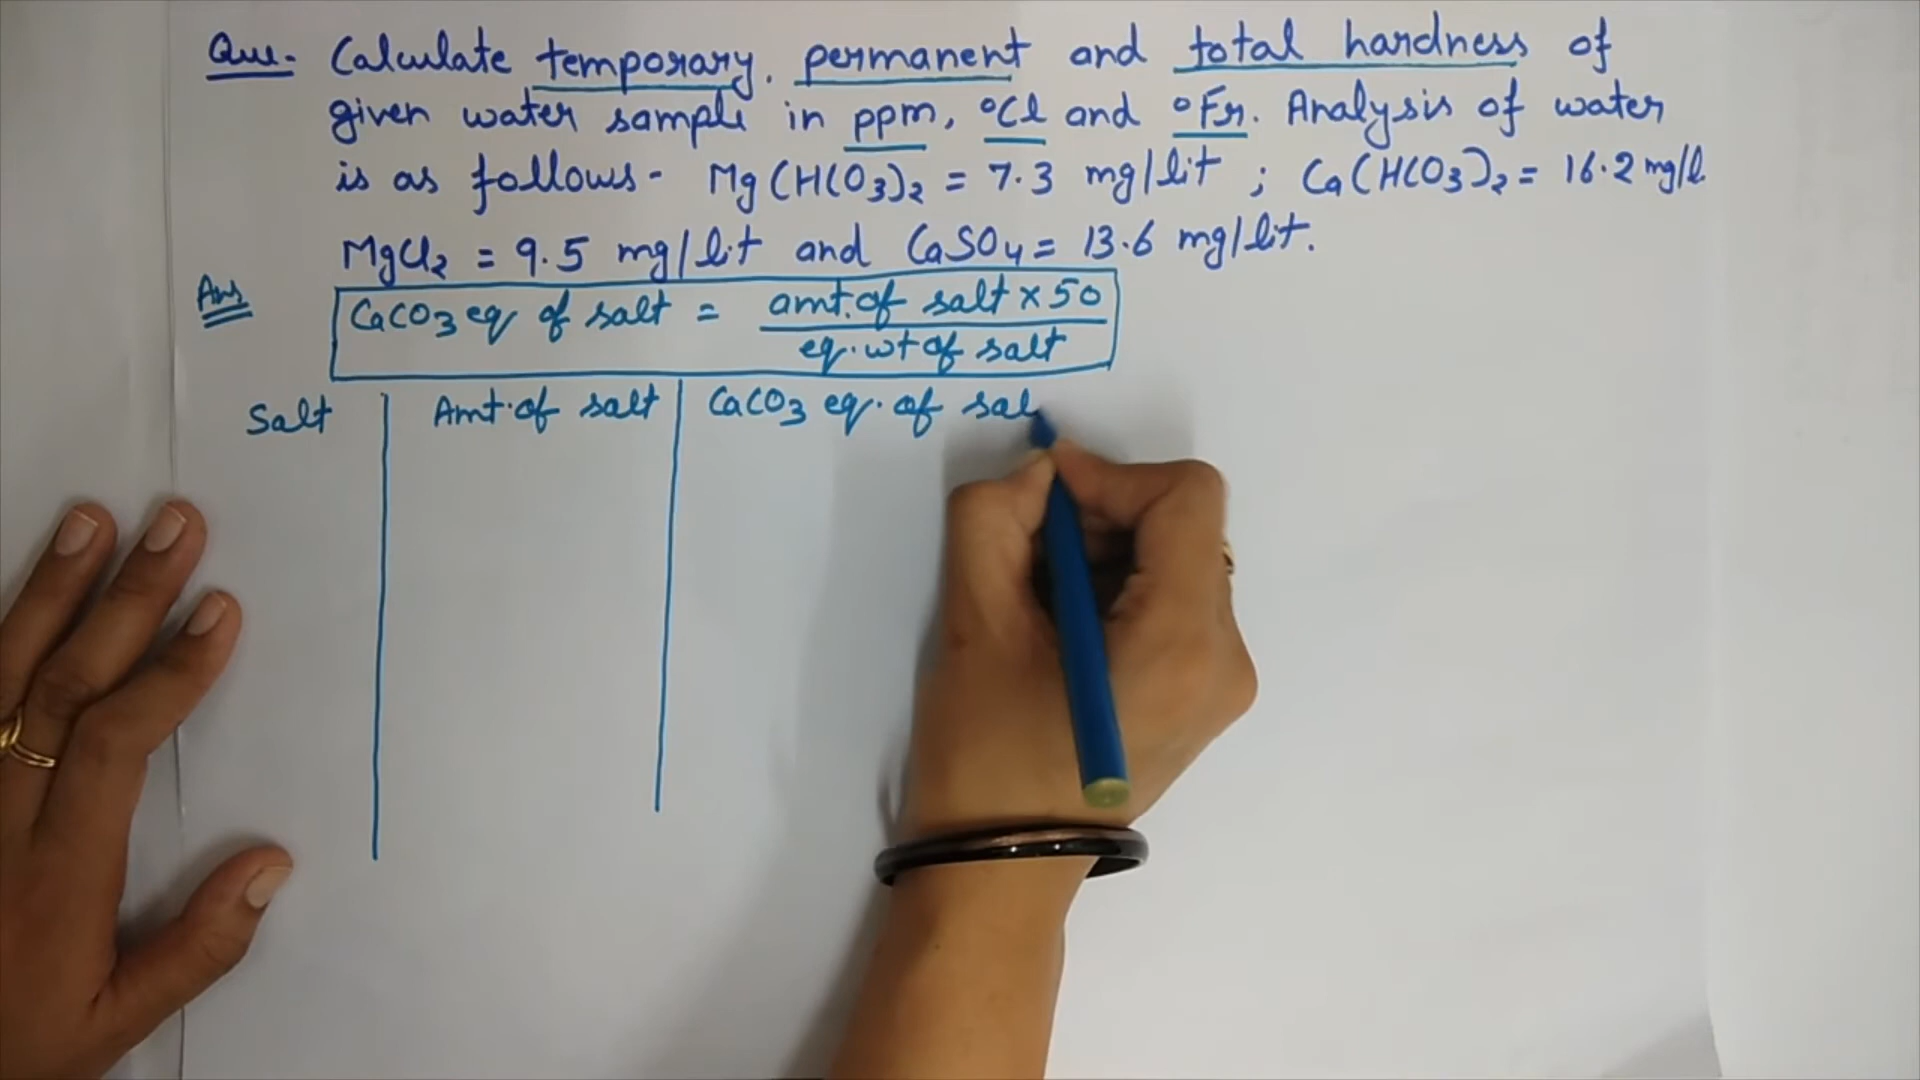 Que- Calculate temporary, permanent and total hardness of
given water sample in ppm, °Cl and °Fr. Analysis of water
is as follows- Mg(HCO3)2 = 7.3 mg/lit ; Ca(HCO3)2 = 16.2 mg/l
MgCl2 = 9.5 mg/lit and CaSO4 = 13.6 mg/lit.
Ans
CaCO3 eq of salt = amt. of salt × 50
eq. wt of salt
Salt Amt. of salt CaCO3 eq. of sal